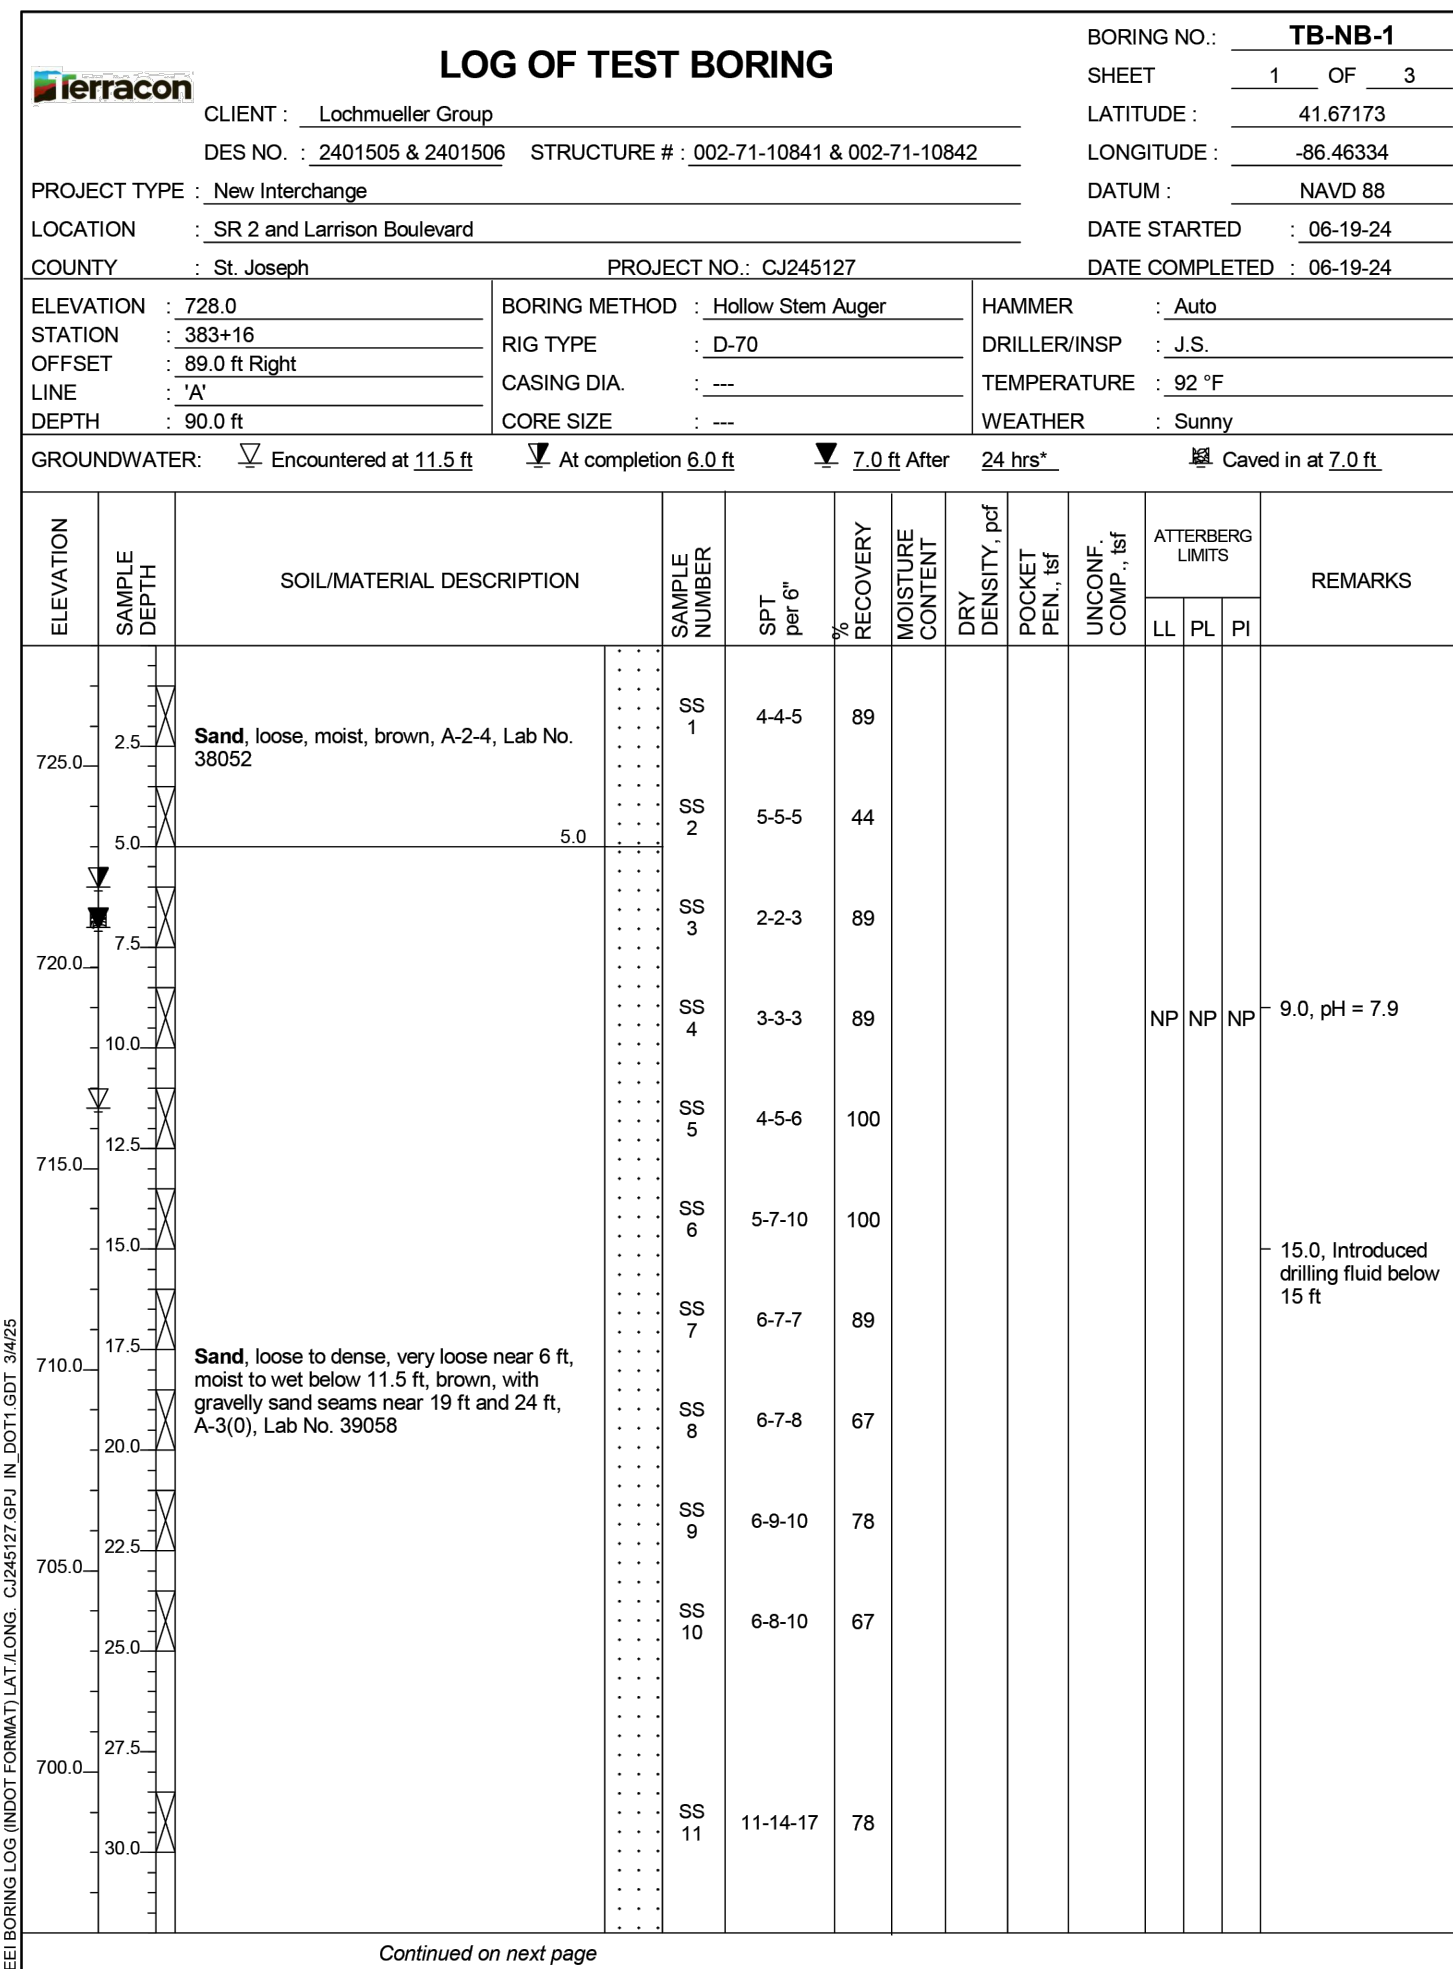 BORING NO.: TB-NB-1
LOG OF TEST BORING
Terracon
SHEET 1 OF 3
CLIENT : Lochmueller Group
LATITUDE : 41.67173
DES NO. : 2401505 & 2401506 STRUCTURE # : 002-71-10841 & 002-71-10842
LONGITUDE : -86.46334
PROJECT TYPE : New Interchange
DATUM : NAVD 88
LOCATION : SR 2 and Larrison Boulevard
DATE STARTED : 06-19-24
COUNTY : St. Joseph PROJECT NO.: CJ245127
DATE COMPLETED : 06-19-24
ELEVATION : 728.0
STATION : 383+16
OFFSET : 89.0 ft Right
LINE : 'A'
DEPTH : 90.0 ft
BORING METHOD : Hollow Stem Auger
RIG TYPE : D-70
CASING DIA. : ---
CORE SIZE : ---
HAMMER : Auto
DRILLER/INSP : J.S.
TEMPERATURE : 92 °F
WEATHER : Sunny
GROUNDWATER: Encountered at 11.5 ft At completion 6.0 ft 7.0 ft After 24 hrs* Caved in at 7.0 ft
ELEVATION
SAMPLE
DEPTH
SOIL/MATERIAL DESCRIPTION
SAMPLE
NUMBER
SPT
per 6"
%
RECOVERY
MOISTURE
CONTENT
DRY
DENSITY, pcf
POCKET
PEN., tsf
UNCONF.
COMP., tsf
ATTERBERG
LIMITS
LL PL PI
REMARKS
SS
1
4-4-5 89
2.5
Sand, loose, moist, brown, A-2-4, Lab No.
38052
725.0
SS
2
5-5-5 44
5.0 5.0
SS
3
2-2-3 89
7.5
720.0
SS
4
3-3-3 89 NP NP NP 9.0, pH = 7.9
10.0
SS
5
4-5-6 100
12.5
715.0
SS
6
5-7-10 100
15.0
15.0, Introduced
drilling fluid below
15 ft
SS
7
6-7-7 89
17.5
710.0
Sand, loose to dense, very loose near 6 ft,
moist to wet below 11.5 ft, brown, with
gravelly sand seams near 19 ft and 24 ft,
A-3(0), Lab No. 39058
SS
8
6-7-8 67
20.0
SS
9
6-9-10 78
22.5
705.0
SS
10
6-8-10 67
25.0
27.5
700.0
SS
11
11-14-17 78
30.0
Continued on next page
EEI BORING LOG (INDOT FORMAT) LAT./LONG. CJ245127.GPJ IN_DOT1.GDT 3/4/25